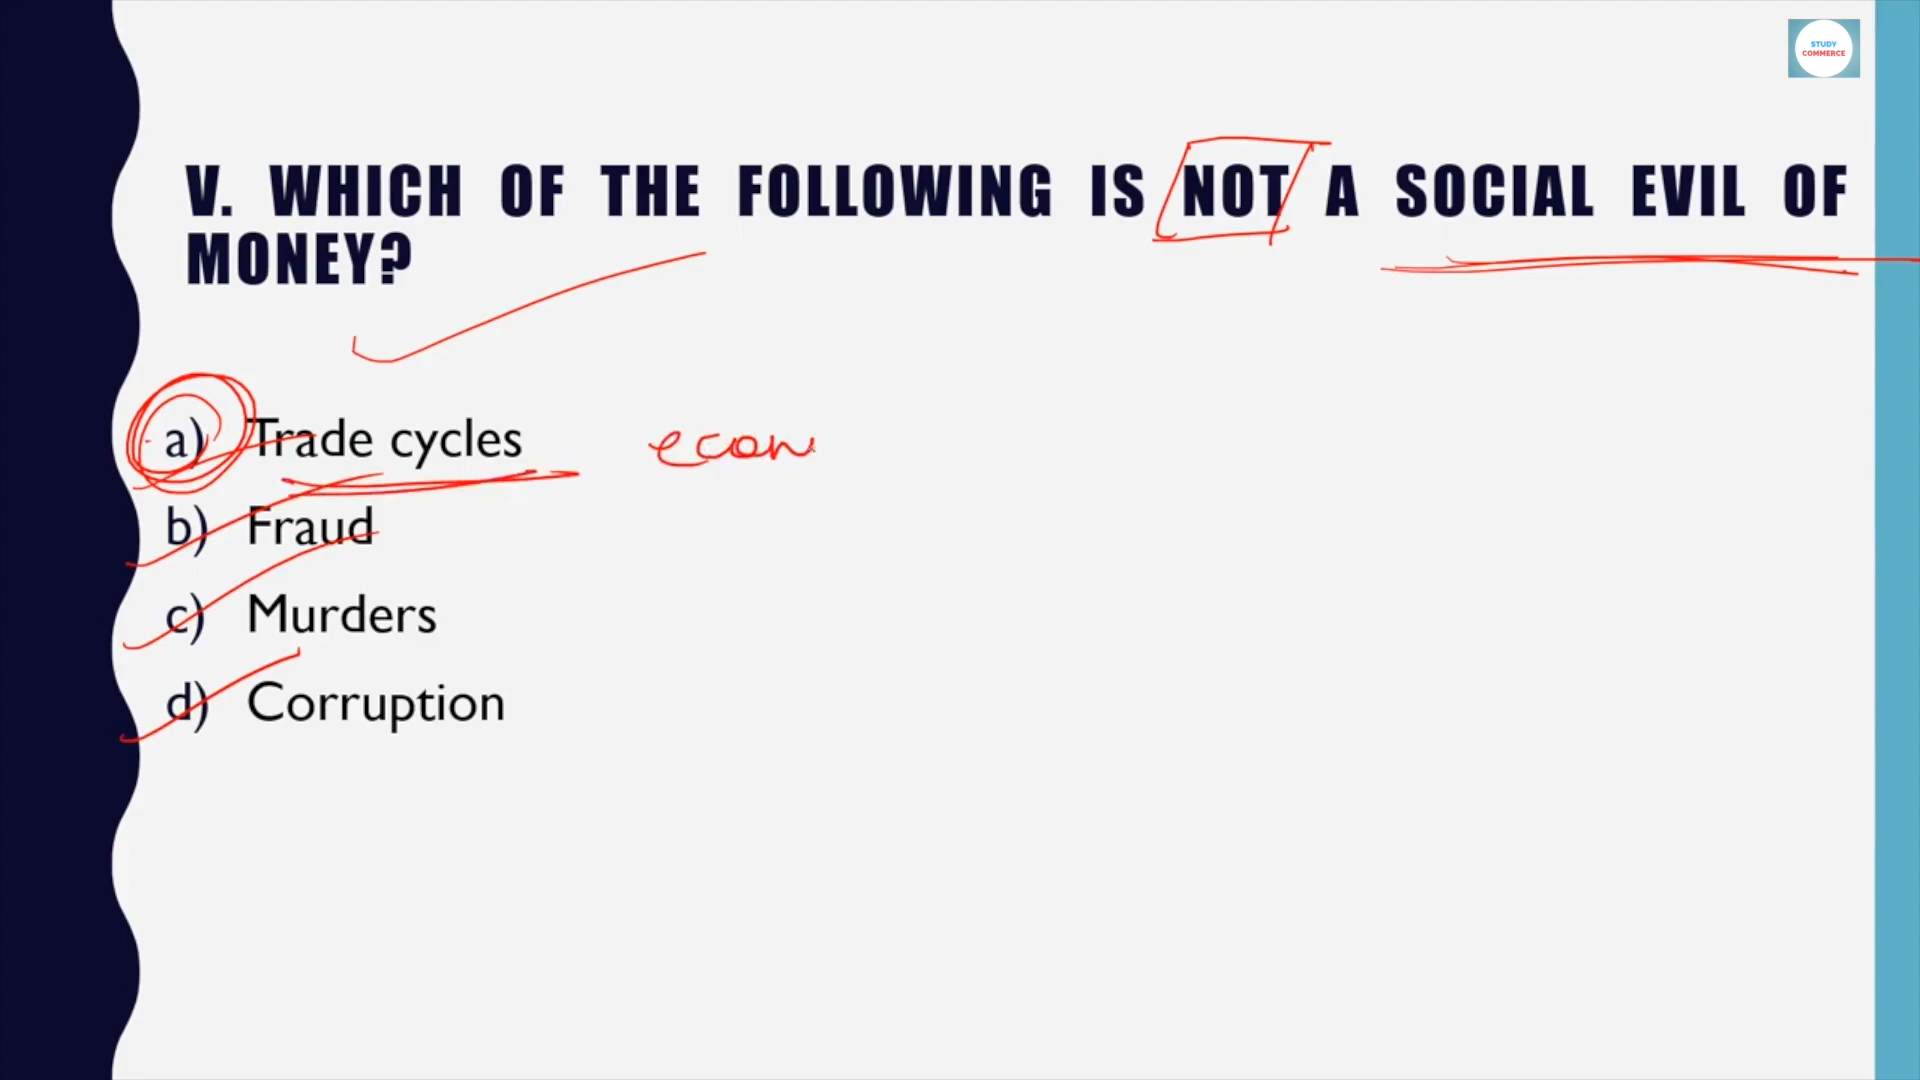 STUDY
COMMERCE
V. WHICH OF THE FOLLOWING IS NOT A SOCIAL EVIL OF
MONEY?
a) Trade cycles econ
b) Fraud
c) Murders
d) Corruption